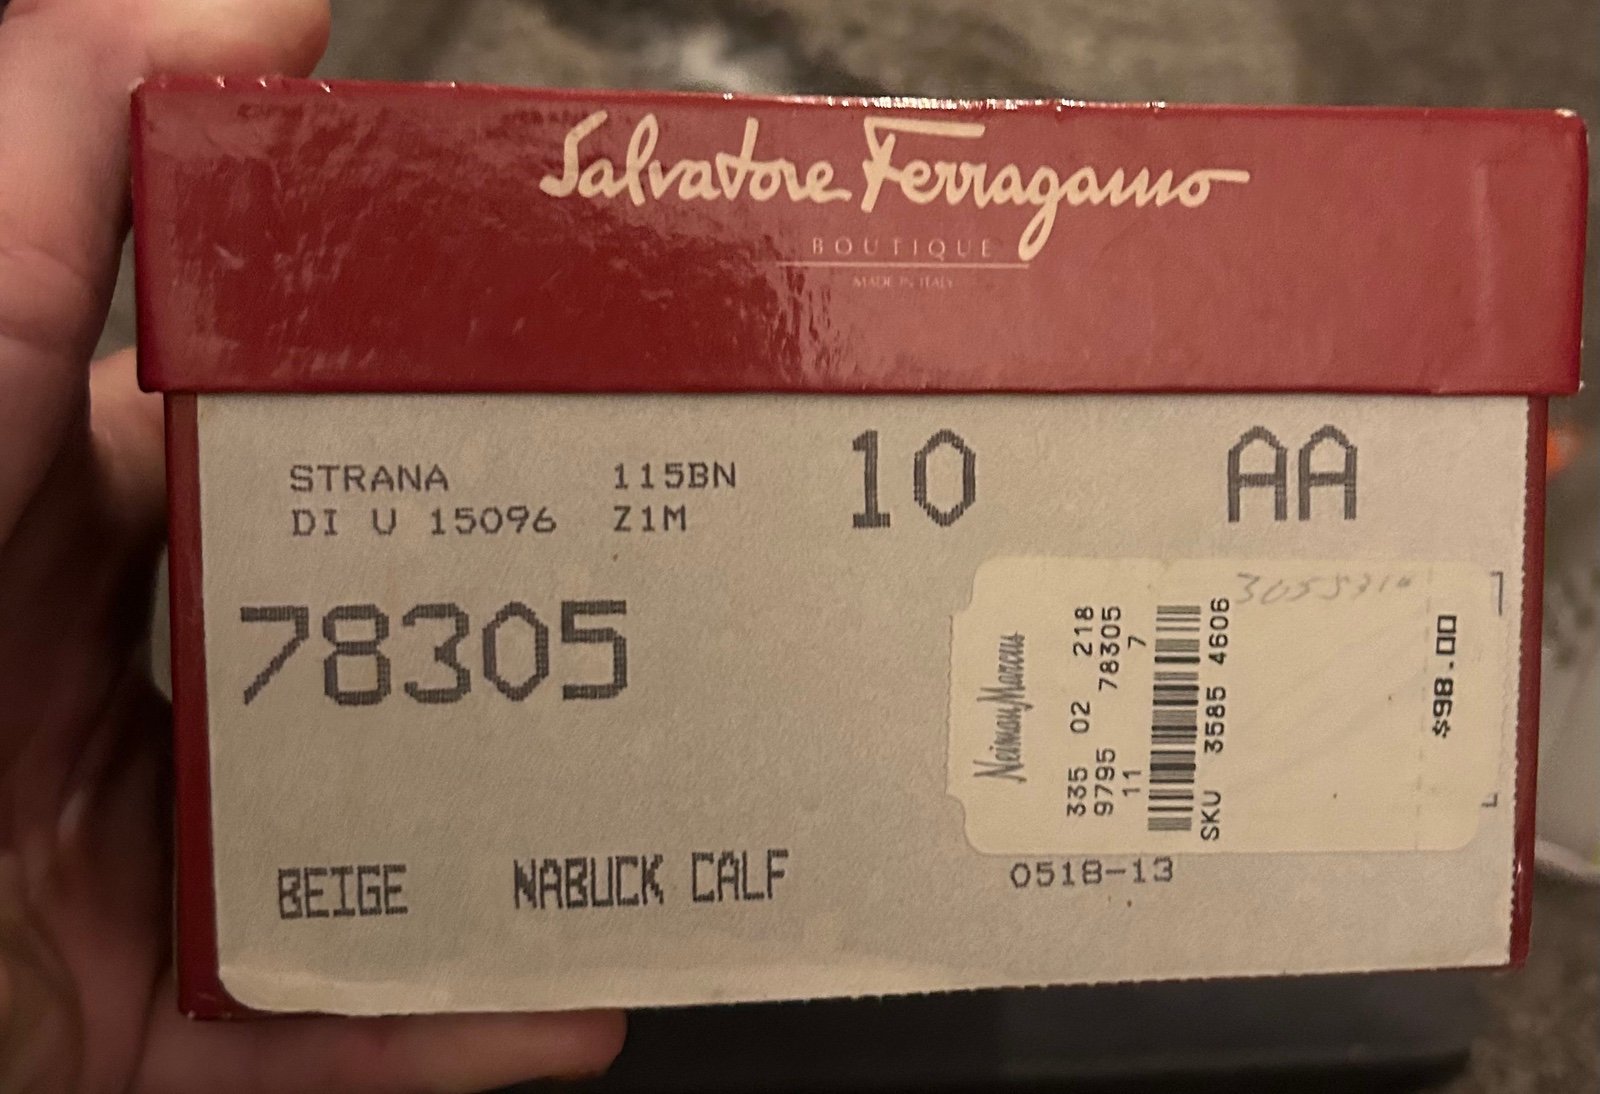 Salvatore Ferragamo
BOUTIQUE
MADE IN ITALY
STRANA 115BN 10 AA
DI U 15096 Z1M
78305
BEIGE NABUCK CALF
0518-13
Neiman Marcus
335 02 218
9795 78305
11 7
SKU 3585 4606
$98.00